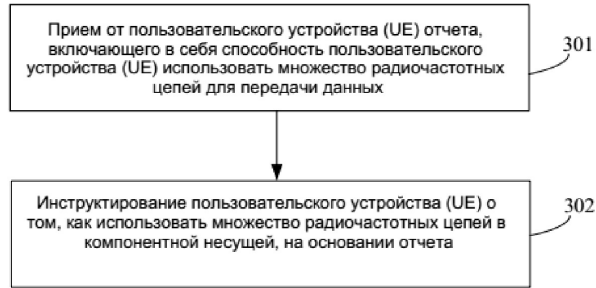 Прием от пользовательского устройства (UE) отчета,
включающего в себя способность пользовательского
устройства (UE) использовать множество радиочастотных
цепей для передачи данных
301
Инструктирование пользовательского устройства (UE) о
том, как использовать множество радиочастотных цепей в
компонентной несущей, на основании отчета
302